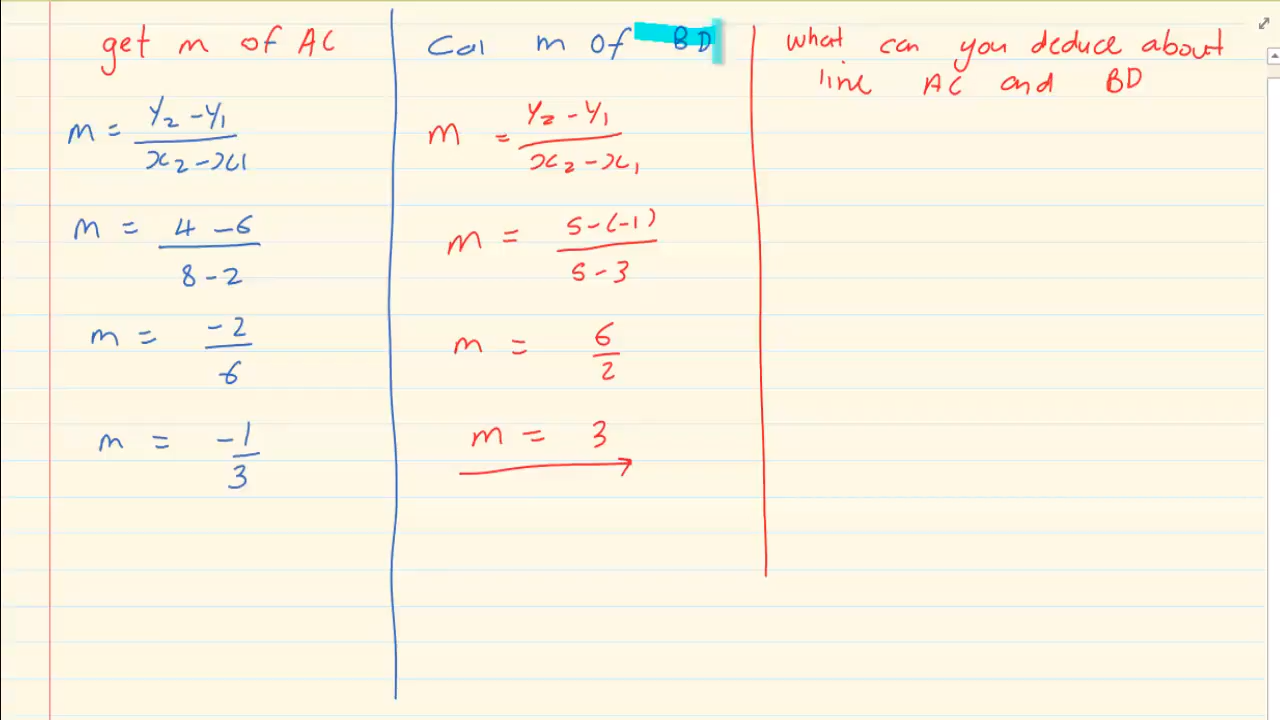 get m of AC
m = y₂ - y₁ / x₂ - x₁
m = 4 - 6 / 8 - 2
m = -2 / 6
m = -1 / 3
Cal m of BD
m = y₂ - y₁ / x₂ - x₁
m = 5 - (-1) / 5 - 3
m = 6 / 2
m = 3
what can you deduce about
line AC and BD